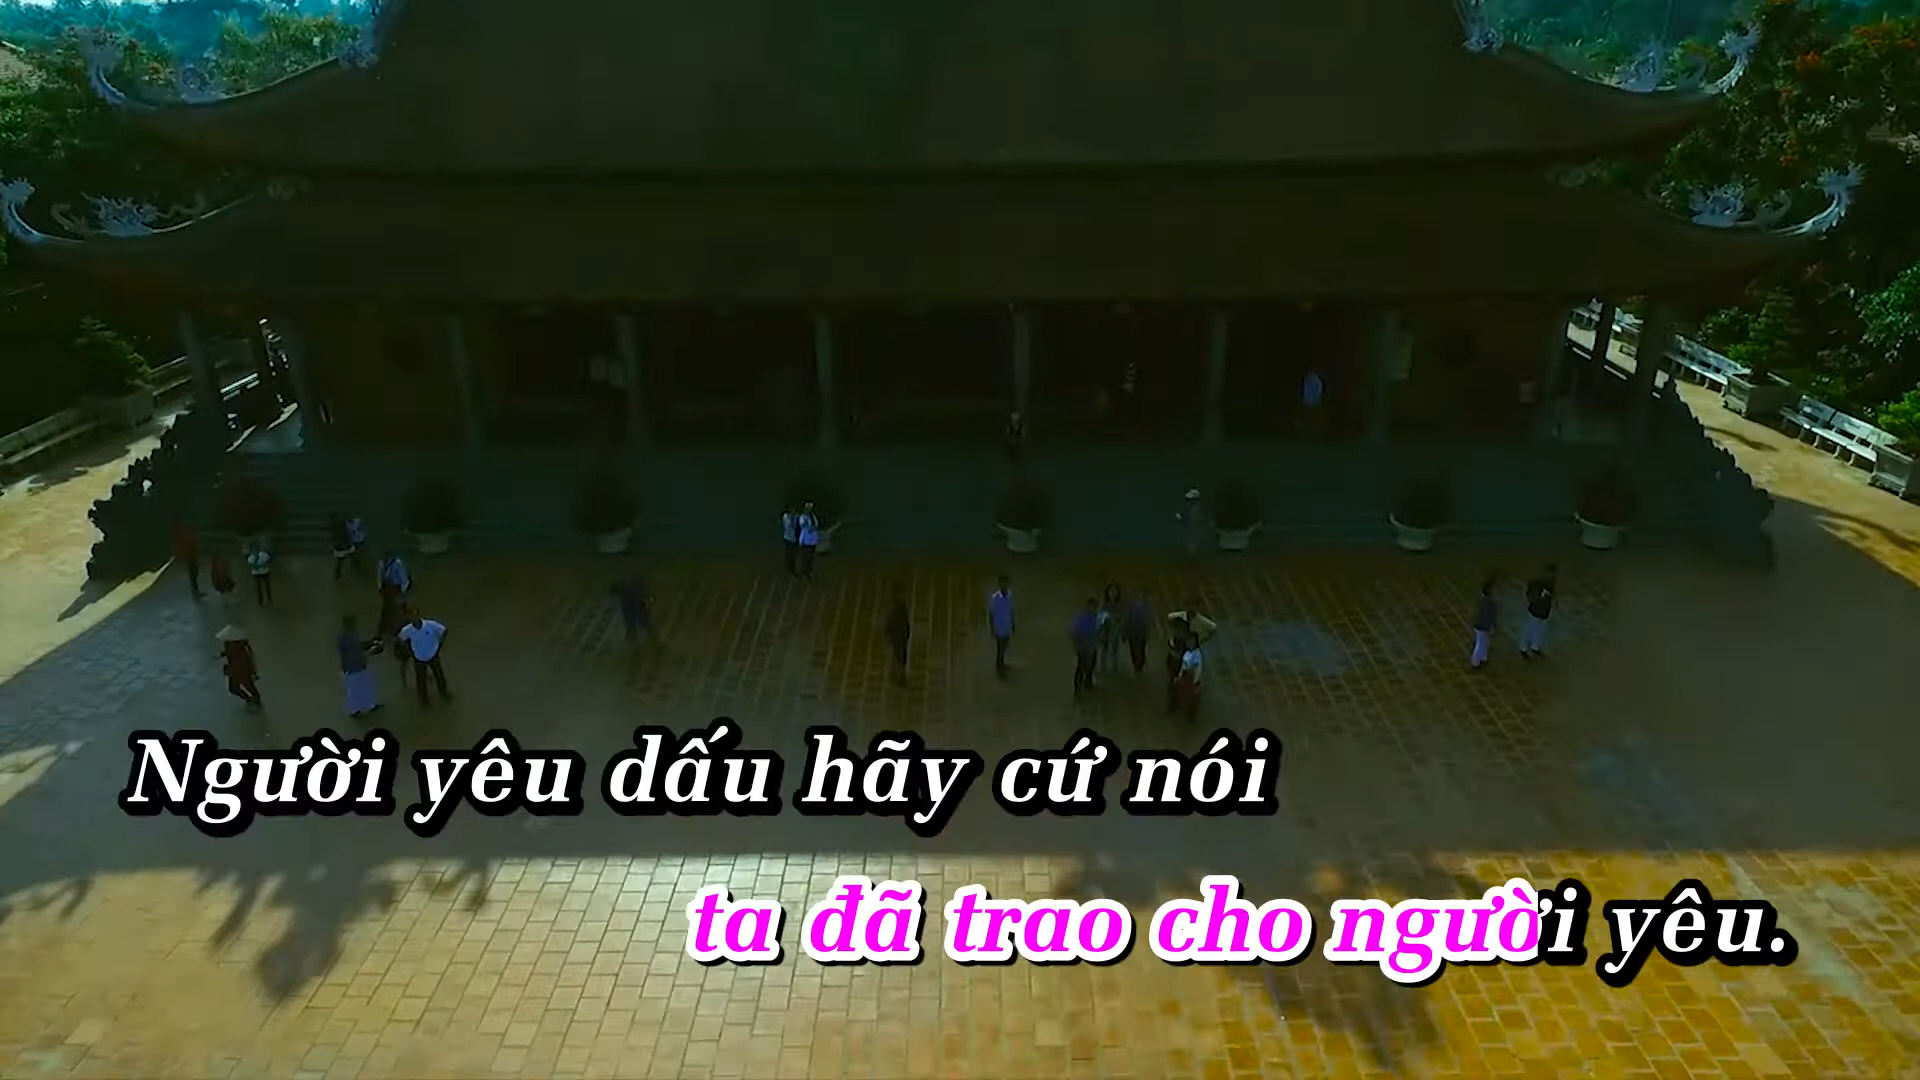 Người yêu dấu hãy cứ nói
ta đã trao cho người yêu.